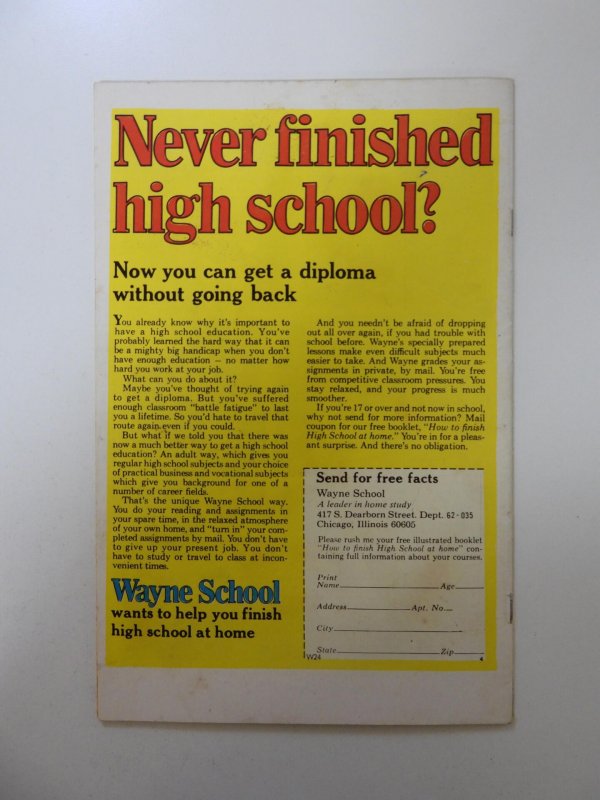 Never finished
high school?
Now you can get a diploma
without going back
You already know why it's important to
have a high school education. You've
probably learned the hard way that it can
be a mighty big handicap when you don't
have enough education — no matter how
hard you work at your job.
What can you do about it?
Maybe you've thought of trying again
to get a diploma. But you've suffered
enough classroom "battle fatigue" to last
you a lifetime. So you'd hate to travel that
route again even if you could.
But what if we told you that there was
now a much better way to get a high school
education? An adult way, which gives you
regular high school subjects and your choice
of practical business and vocational subjects
which give you background for one of a
number of career fields.
That's the unique Wayne School way.
You do your reading and assignments in
your spare time, in the relaxed atmosphere
of your own home, and "turn in" your com-
pleted assignments by mail. You don't have
to give up your present job. You don't
have to study or travel to class at incon-
venient times.
Wayne School
wants to help you finish
high school at home
And you needn't be afraid of dropping
out all over again, if you had trouble with
school before. Wayne's specially prepared
lessons make even difficult subjects much
easier to take. And Wayne grades your as-
signments in private, by mail. You're free
from competitive classroom pressures. You
stay relaxed, and your progress is much
smoother.
If you're 17 or over and not now in school,
why not send for more information? Mail
coupon for our free booklet, "How to finish
High School at home." You're in for a pleas-
ant surprise. And there's no obligation.
Send for free facts
Wayne School
A leader in home study
417 S. Dearborn Street. Dept. 62-035
Chicago, Illinois 60605
Please rush me your free illustrated booklet
"How to finish High School at home" con-
taining full information about your courses.
Print
Name Age
Address Apt. No.
City
State Zip
W24 4